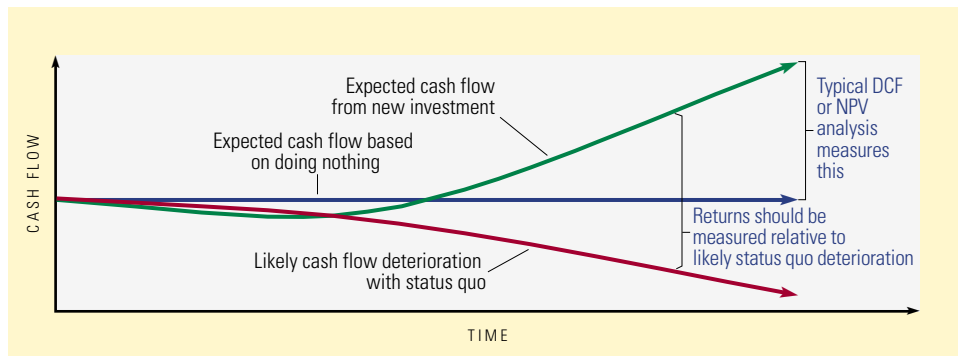 Expected cash flow
from new investment
Expected cash flow based
on doing nothing
Typical DCF
or NPV
analysis
measures
this
CASH FLOW
Returns should be
measured relative to
likely status quo deterioration
Likely cash flow deterioration
with status quo
TIME